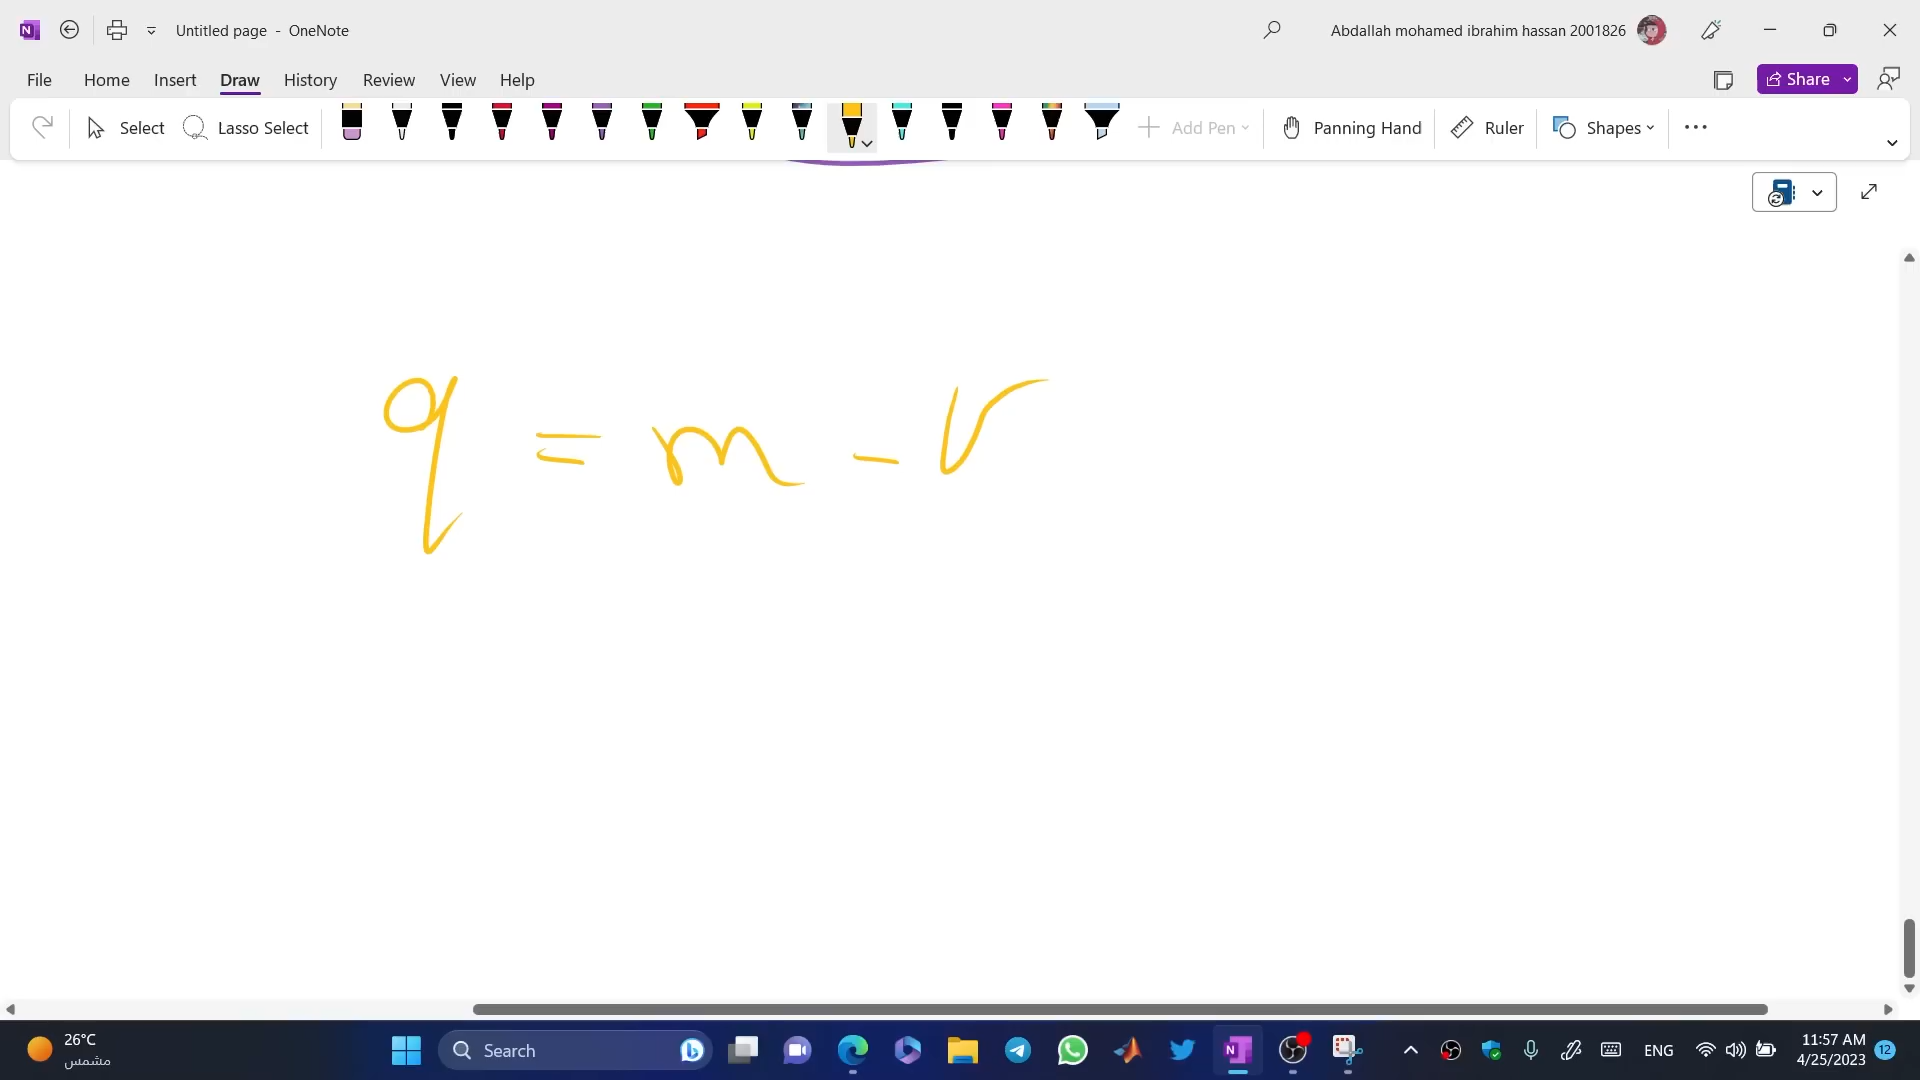 Untitled page - OneNote
Abdallah mohamed ibrahim hassan 2001826
File Home Insert Draw History Review View Help
Share
Select Lasso Select Add Pen Panning Hand Ruler Shapes
q = m - v
26°C
مشمس
Search
ENG
11:57 AM
4/25/2023
12